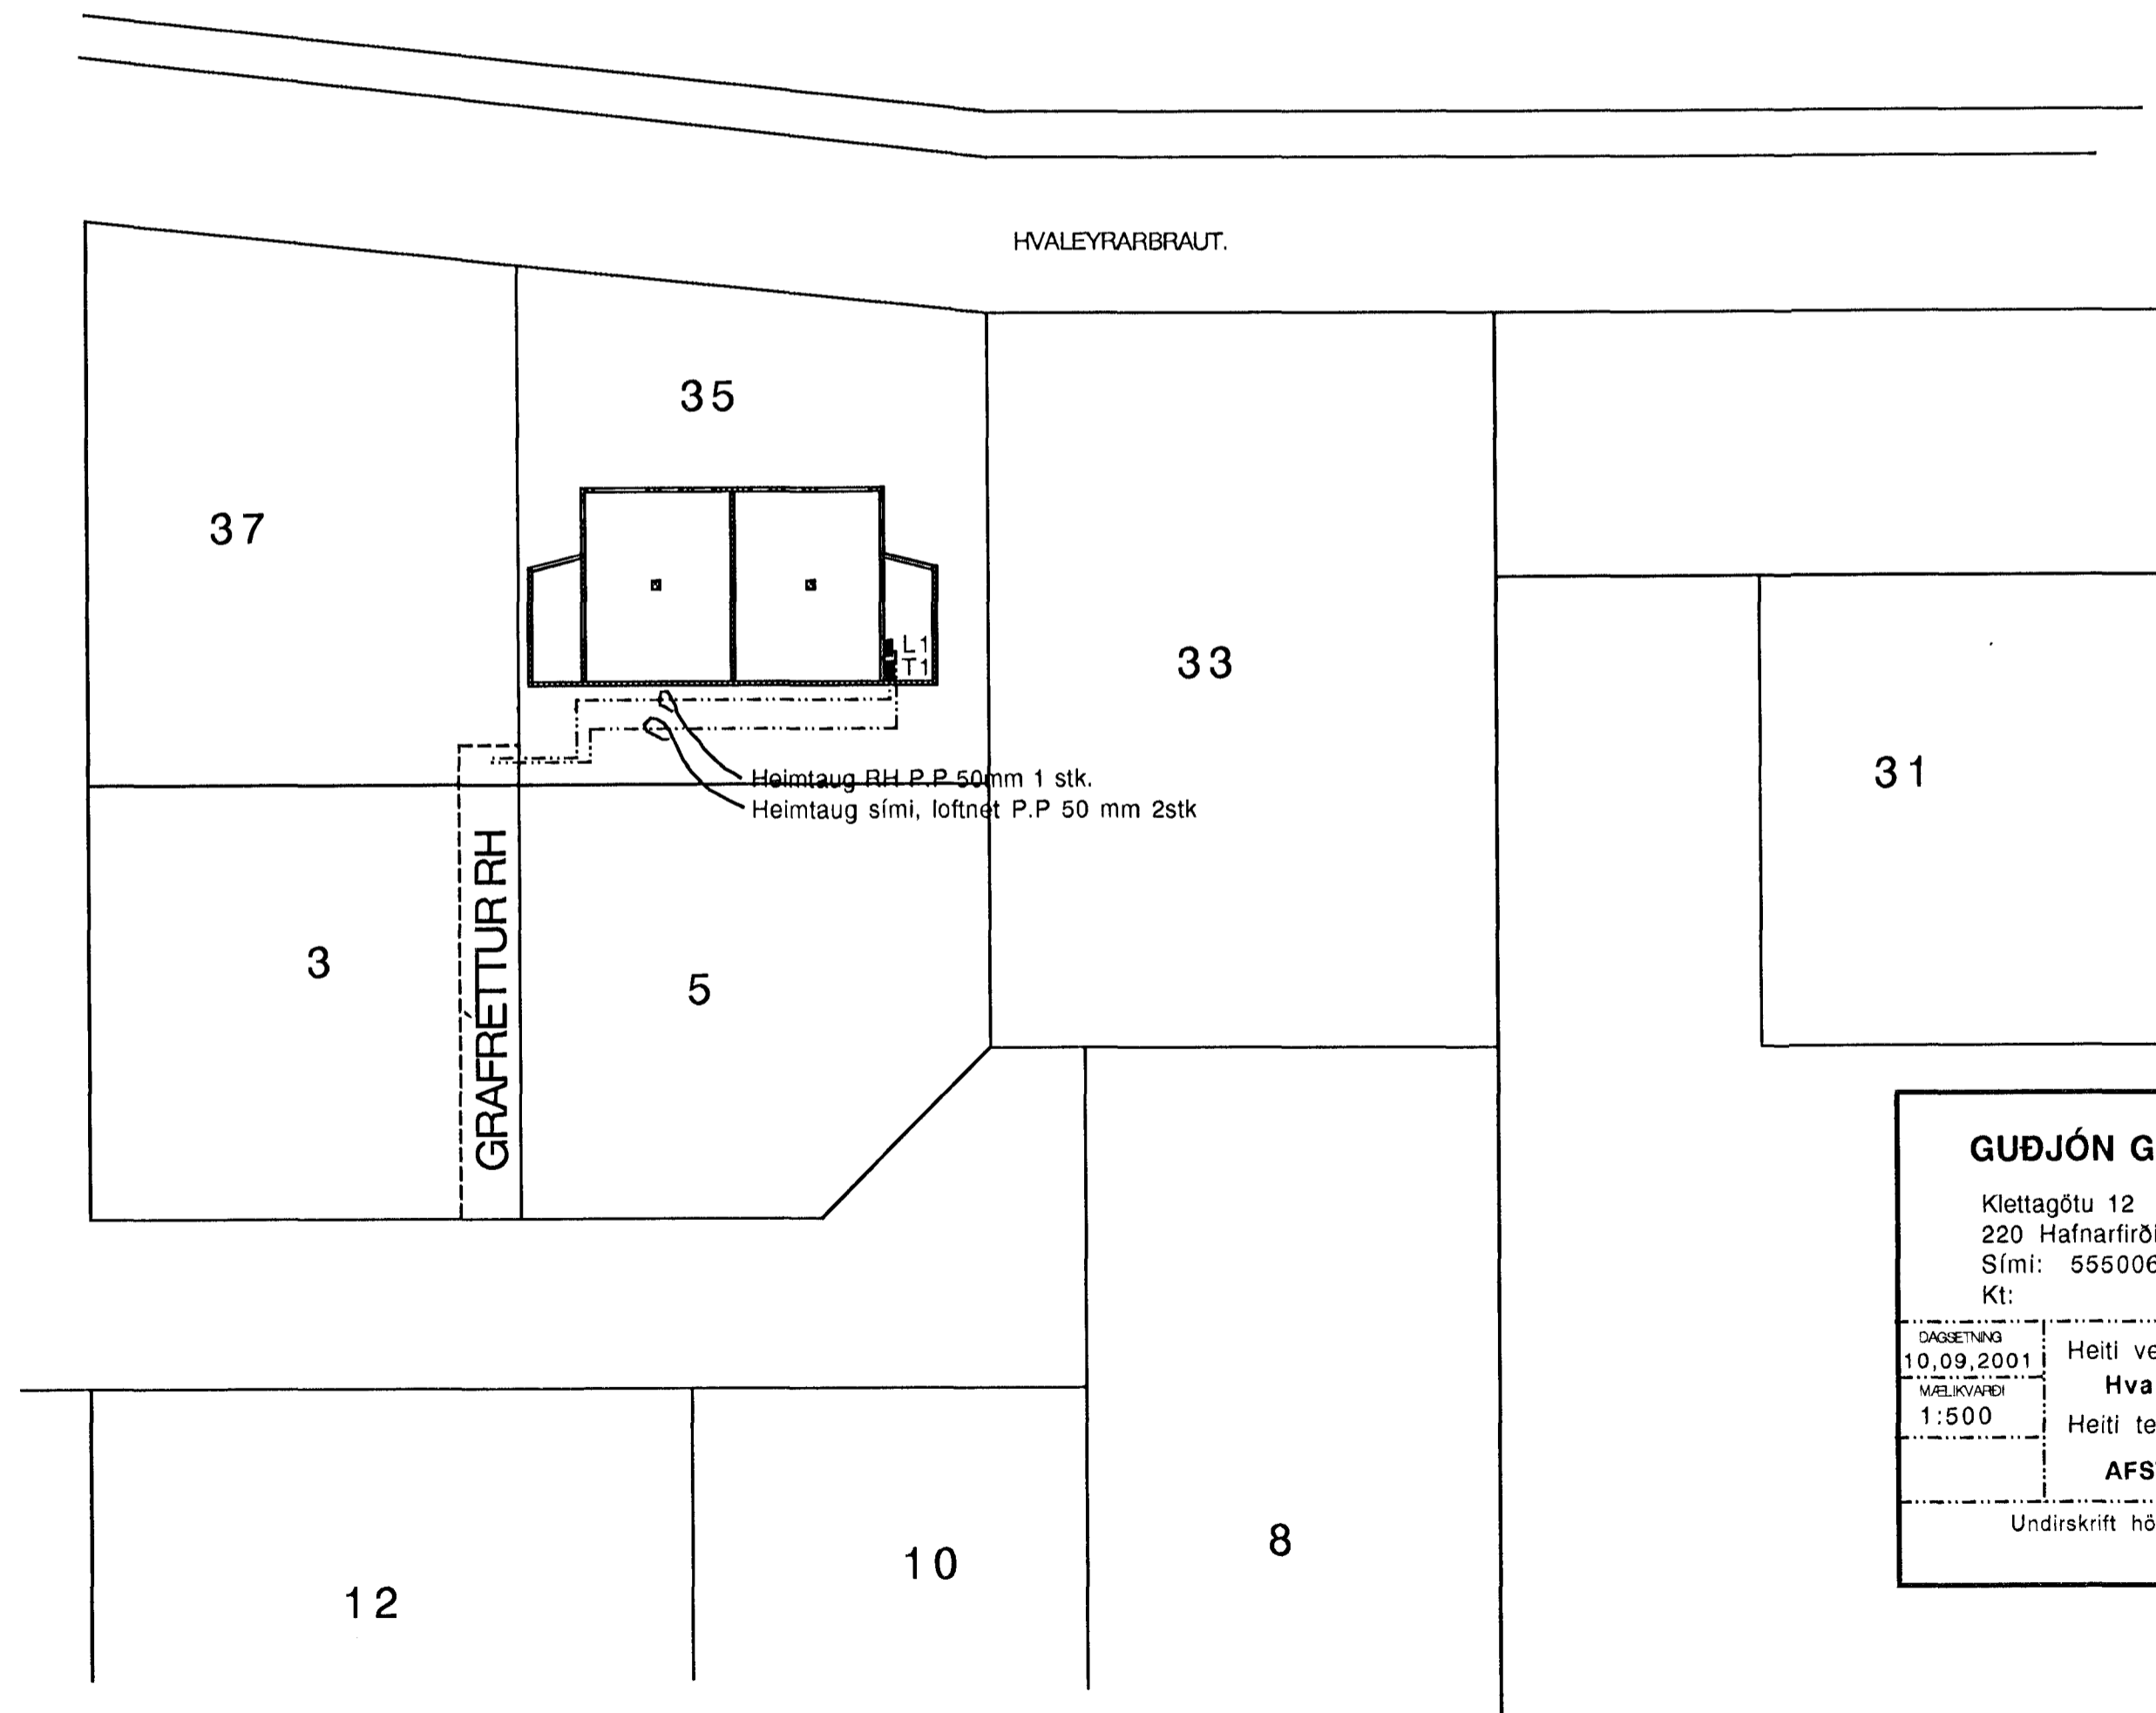 HVALEYRARBRAUT.
35
37
L1
T1
33
31
Heimtaug RH P.P 50mm 1 stk.
Heimtaug sími, loftnet P.P 50 mm 2stk
GRAFRÉTTUR RH
3
5
GUÐJÓN G
Klettagötu 12
220 Hafnarfirði
Sími: 555006
Kt:
DAGSETNING
10,09,2001
Heiti ve
Hva
MÆLIKVARÐI
1:500
Heiti te
AFS
Undirskrift hö
8
10
12